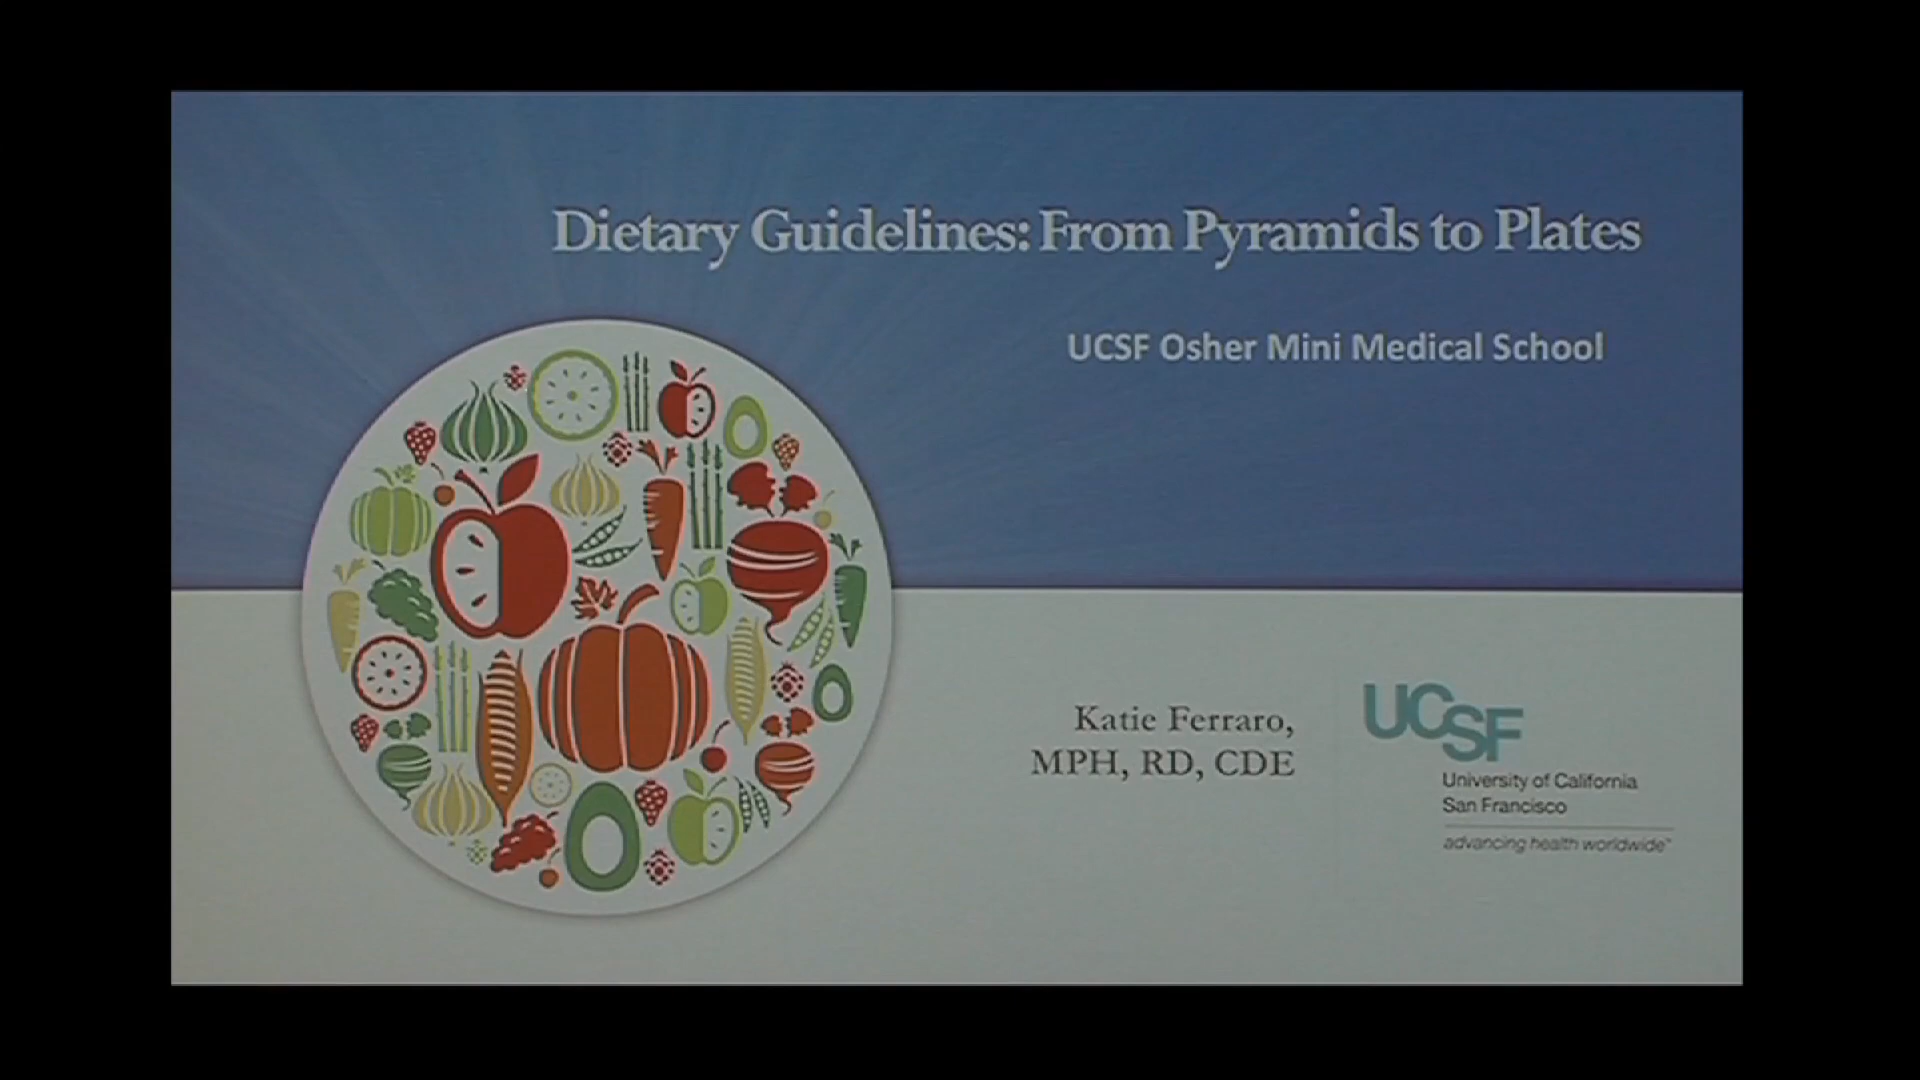 Dietary Guidelines: From Pyramids to Plates
UCSF Osher Mini Medical School
Katie Ferraro,
MPH, RD, CDE
UCSF
University of California
San Francisco
advancing health worldwide™